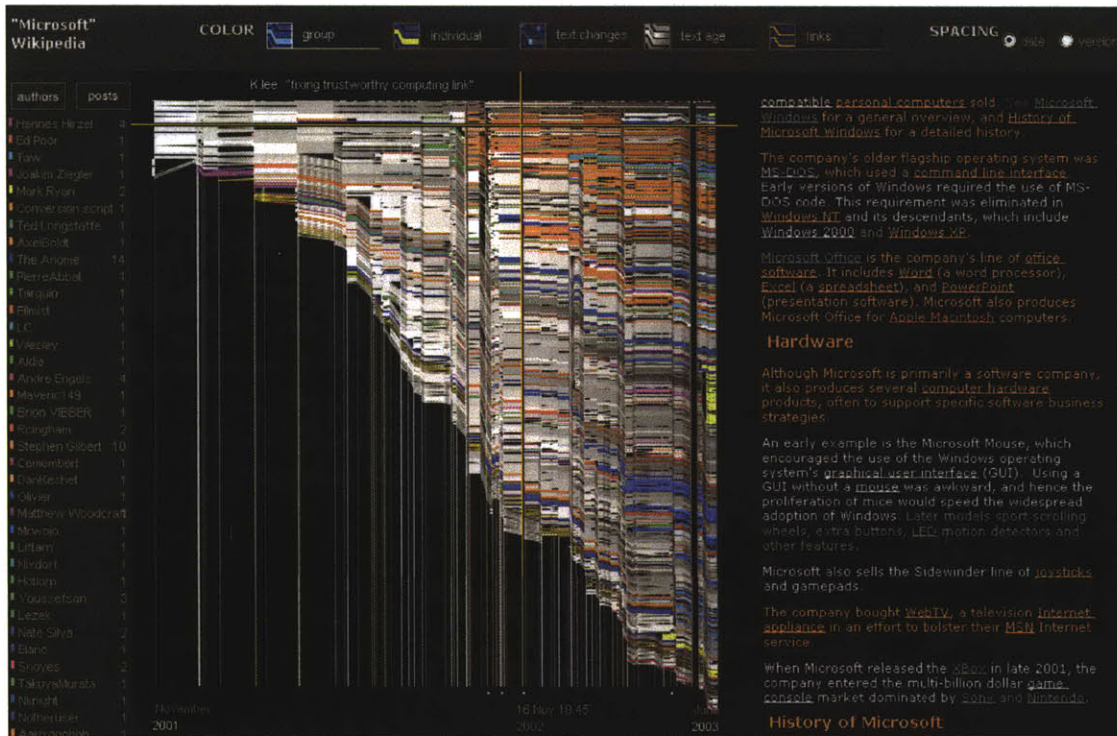 "Microsoft"
Wikipedia
COLOR group individual text changes text age links SPACING date version
authors posts
K.lee "fixing trustworthy computing link"
Hannes Hirzel 4
Ed Poor 1
Taw 1
Joakim Ziegler 1
Mark Ryan 2
Conversion script 1
Ted Longstaffe 1
AxelBoldt 1
The Anome 14
PierreAbbat 1
Tarquin 1
LC 1
Wesley 1
Aldie 1
Andre Engels 4
Maveric149 1
Brion VIBBER 1
Rcingham 2
Stephen Gilbert 10
Camembert 1
DanKeshet 1
Olivier 1
Matthew Woodcraft 1
Mrwojo 1
Liftarn 1
Nixdorf 1
Hotlorp 1
Youssefsan 3
Lezek 1
Nate Silva 2
Elano 1
Snoyes 2
TakuyaMurata 1
Nknight 1
Notheruser 1
November
2001
16 Nov 18:45
2002
2003
compatible personal computers sold. See Microsoft
Windows for a general overview, and History of
Microsoft Windows for a detailed history.
The company's older flagship operating system was
MS-DOS, which used a command line interface.
Early versions of Windows required the use of MS-
DOS code. This requirement was eliminated in
Windows NT and its descendants, which include
Windows 2000 and Windows XP.
Microsoft Office is the company's line of office
software. It includes Word (a word processor),
Excel (a spreadsheet), and PowerPoint
(presentation software). Microsoft also produces
Microsoft Office for Apple Macintosh computers.
Hardware
Although Microsoft is primarily a software company,
it also produces several computer hardware
products, often to support specific software business
strategies.
An early example is the Microsoft Mouse, which
encouraged the use of the Windows operating
system's graphical user interface (GUI). Using a
GUI without a mouse was awkward, and hence the
proliferation of mice would speed the widespread
adoption of Windows. Later models sport scrolling
wheels, extra buttons, LED motion detectors and
other features.
Microsoft also sells the Sidewinder line of joysticks
and gamepads.
The company bought WebTV, a television Internet
appliance in an effort to bolster their MSN Internet
service.
When Microsoft released the XBox in late 2001, the
company entered the multi-billion dollar game
console market dominated by Sony and Nintendo.
History of Microsoft